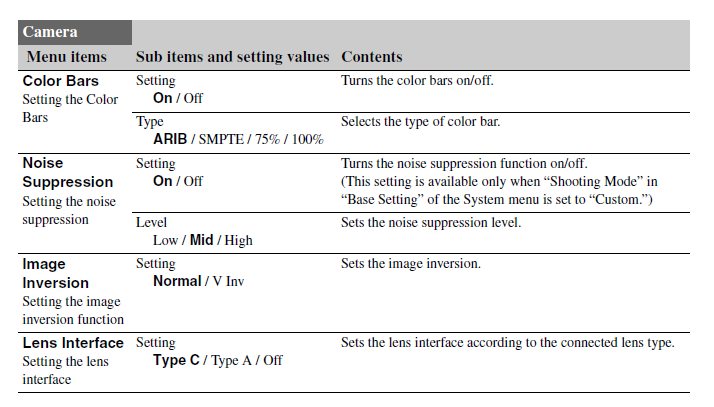 Camera
Menu items Sub items and setting values Contents
Color Bars Setting Turns the color bars on/off.
Setting the Color On / Off
Bars Type Selects the type of color bar.
ARIB / SMPTE / 75% / 100%
Noise Setting Turns the noise suppression function on/off.
Suppression On / Off (This setting is available only when “Shooting Mode” in
Setting the noise “Base Setting” of the System menu is set to “Custom.”)
suppression Level Sets the noise suppression level.
Low / Mid / High
Image Setting Sets the image inversion.
Inversion Normal / V Inv
Setting the image
inversion function
Lens Interface Setting Sets the lens interface according to the connected lens type.
Setting the lens Type C / Type A / Off
interface